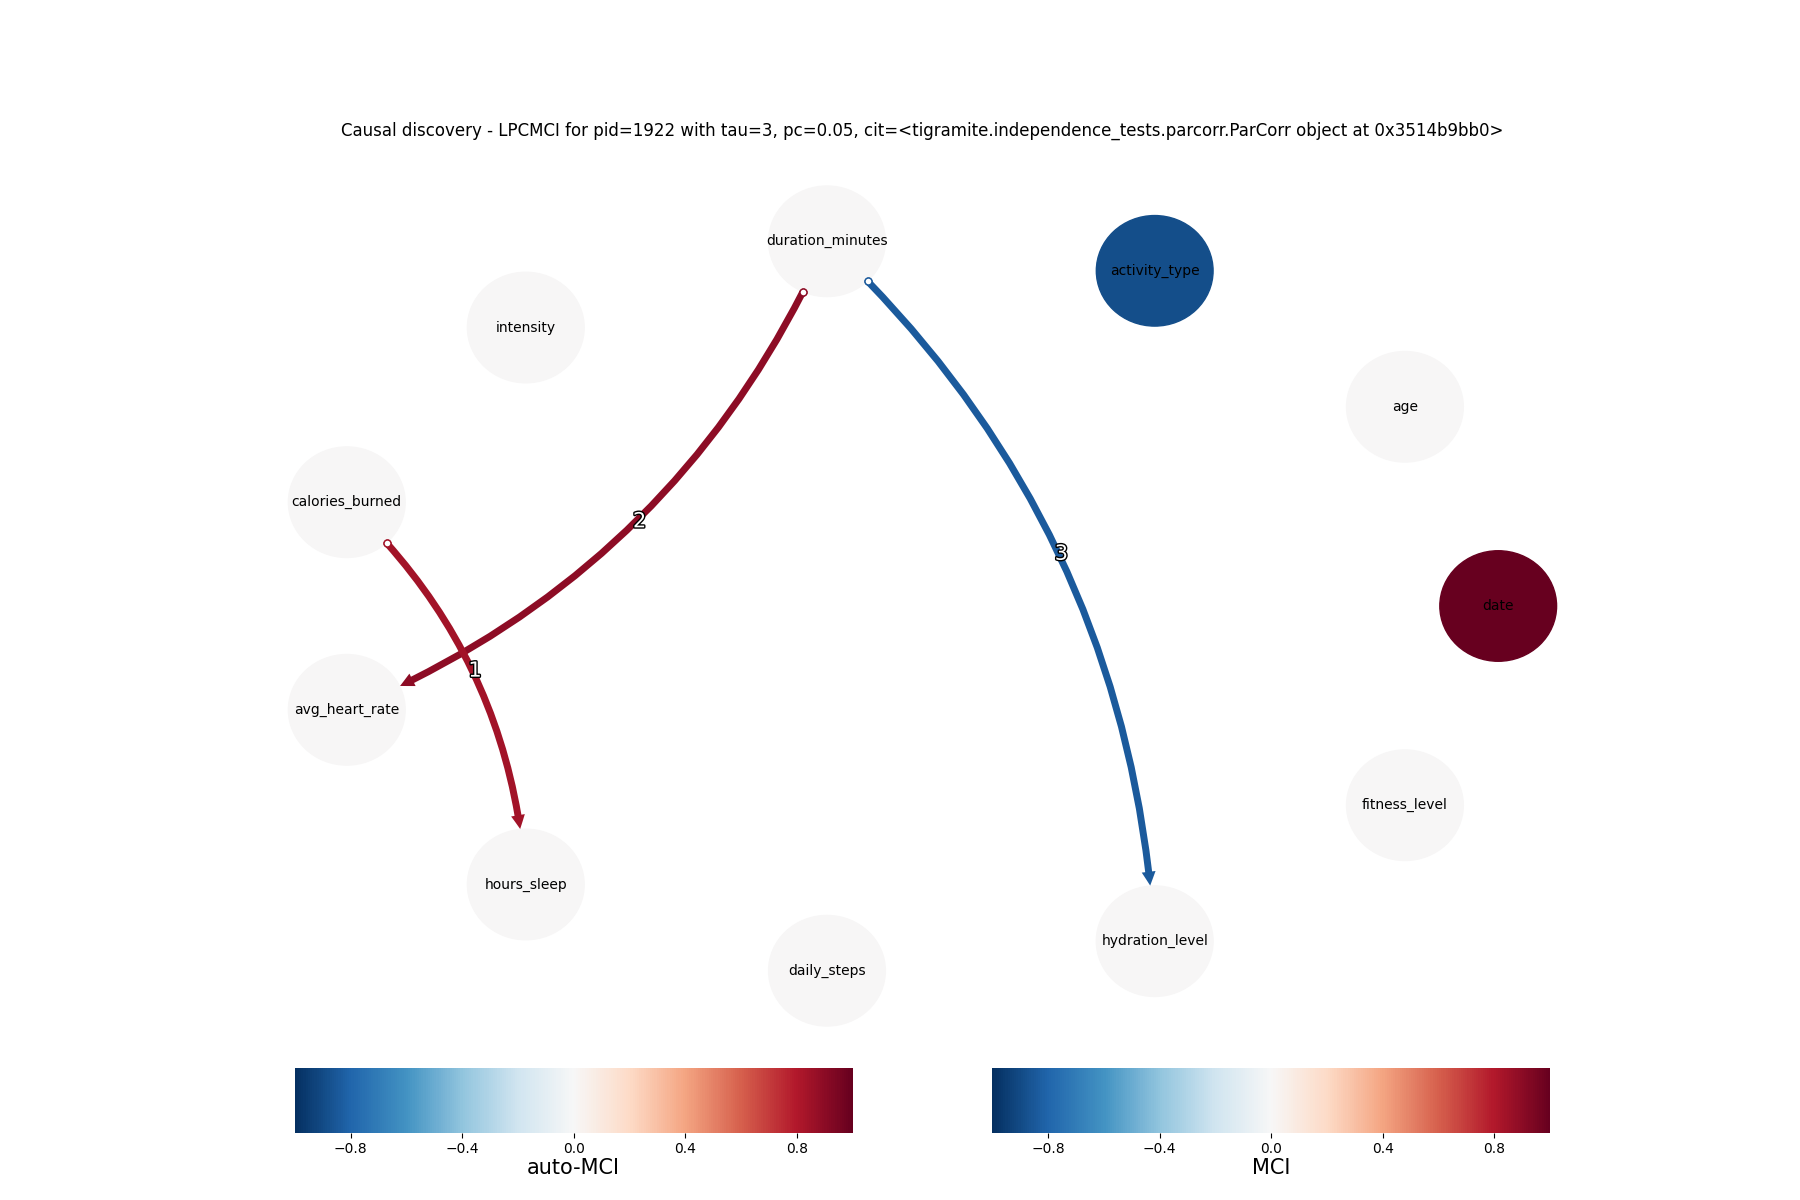 Causal discovery - LPCMCI for pid=1922 with tau=3, pc=0.05, cit=<tigramite.independence_tests.parcorr.ParCorr object at 0x3514b9bb0>
duration_minutes
activity_type
intensity
age
calories_burned
2
3
date
1
avg_heart_rate
fitness_level
hours_sleep
hydration_level
daily_steps
−0.8 −0.4 0.0 0.4 0.8
auto-MCI
−0.8 −0.4 0.0 0.4 0.8
MCI